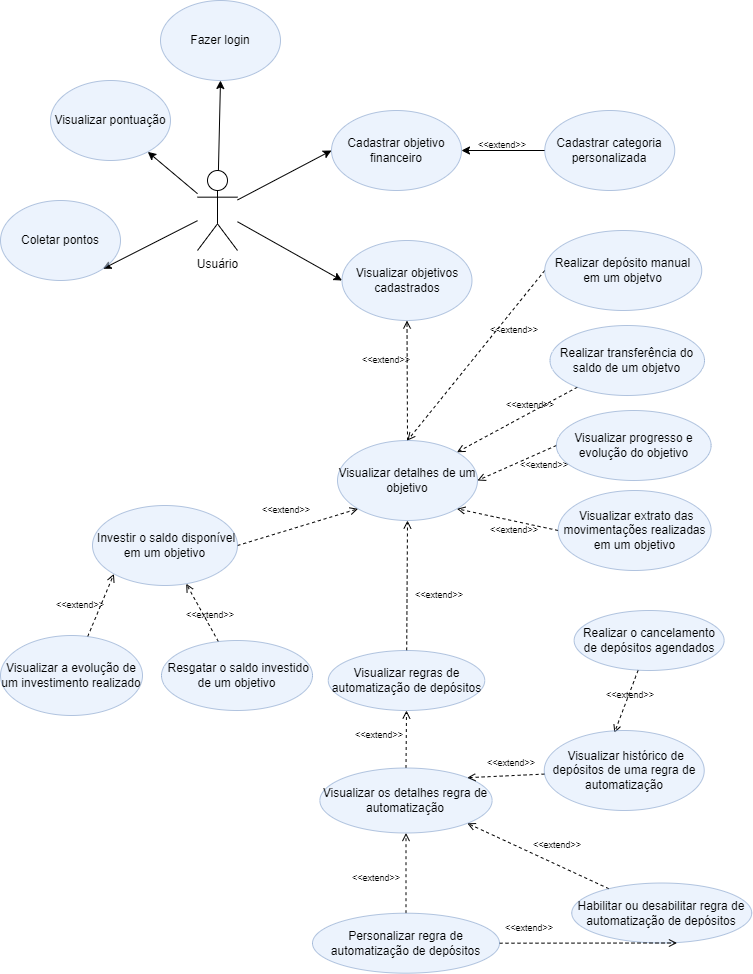 Fazer login
Visualizar pontuação
Cadastrar objetivo
financeiro
<<extend>>
Cadastrar categoria
personalizada
Coletar pontos
Usuário
Visualizar objetivos
cadastrados
Realizar depósito manual
em um objetvo
<<extend>>
<<extend>>
Realizar transferência do
saldo de um objetvo
<<extend>>
Visualizar progresso e
evolução do objetivo
<<extend>>
Visualizar detalhes de um
objetivo
<<extend>>
Visualizar extrato das
movimentações realizadas
em um objetivo
<<extend>>
Investir o saldo disponível
em um objetivo
<<extend>>
<<extend>>
<<extend>>
Visualizar a evolução de
um investimento realizado
Resgatar o saldo investido
de um objetivo
Visualizar regras de
automatização de depósitos
Realizar o cancelamento
de depósitos agendados
<<extend>>
<<extend>>
Visualizar histórico de
depósitos de uma regra de
automatização
<<extend>>
Visualizar os detalhes regra de
automatização
<<extend>>
<<extend>>
Habilitar ou desabilitar regra de
automatização de depósitos
<<extend>>
Personalizar regra de
automatização de depósitos